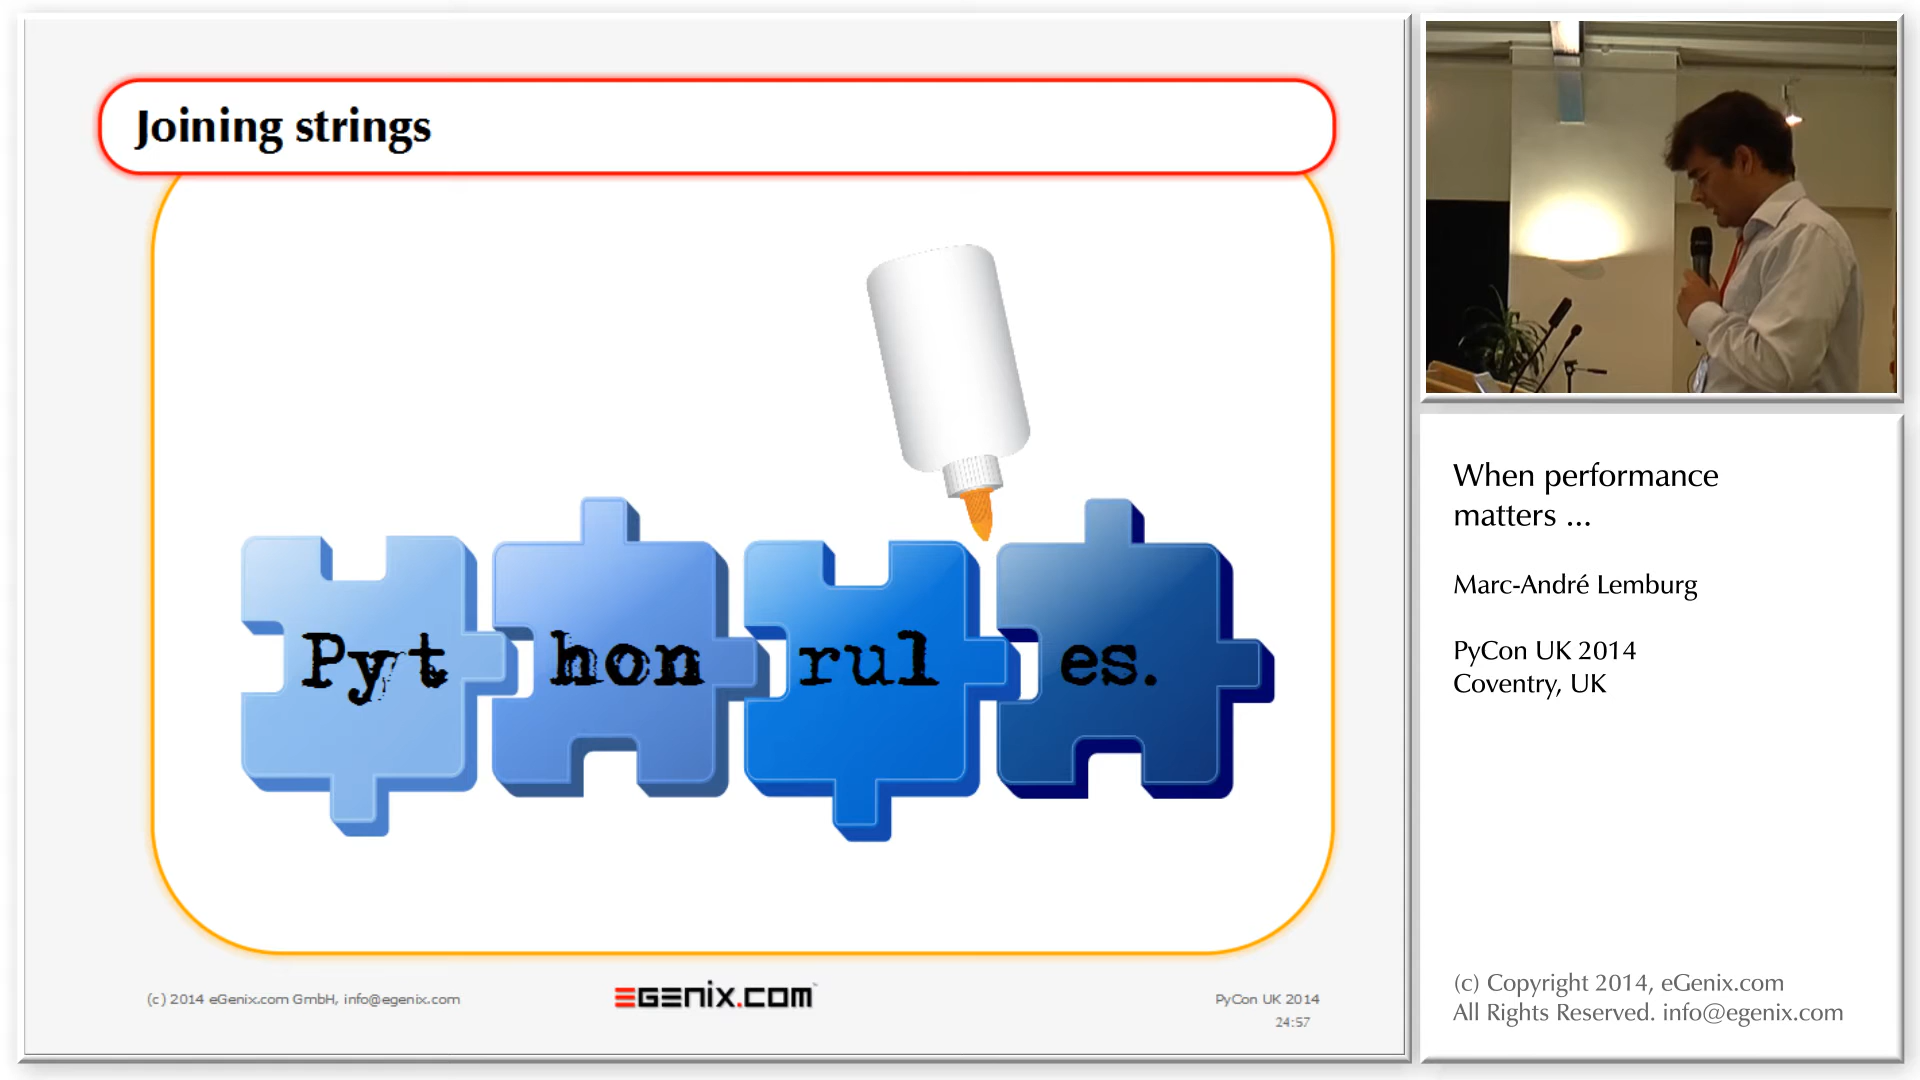 Joining strings
Pyt hon rul es.
(c) 2014 eGenix.com GmbH, info@egenix.com
EGENIX.COM
PyCon UK 2014
24:57
When performance
matters ...
Marc-André Lemburg
PyCon UK 2014
Coventry, UK
(c) Copyright 2014, eGenix.com
All Rights Reserved. info@egenix.com